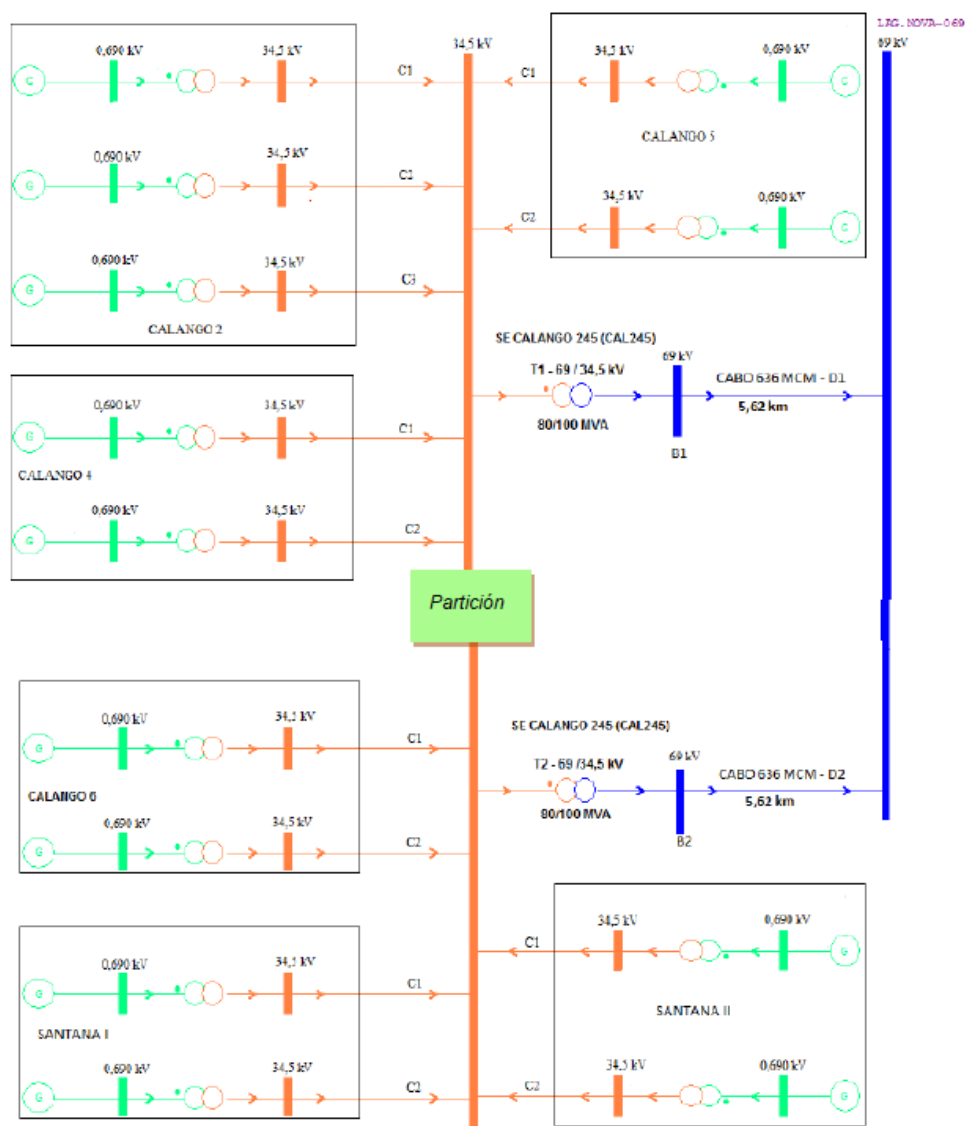 LAG.NOVA-069
0,690 kV
34,5 kV
34,5 kV
34,5 kV
0,690 kV
69 kV
G
C1
C1
G
CALANGO 5
0,690 kV
34,5 kV
G
C2
34,5 kV
0,690 kV
C2
G
0,690 kV
34,5 kV
G
C3
CALANGO 2
SE CALANGO 245 (CAL245)
T1 - 69 / 34,5 kV
69 kV
CABO 636 MCM - D1
5,62 km
80/100 MVA
B1
0,690 kV
34,5 kV
G
C1
CALANGO 4
0,690 kV
34,5 kV
G
C2
Partición
0,690 kV
34,5 kV
G
C1
CALANGO 6
0,690 kV
34,5 kV
G
C2
SE CALANGO 245 (CAL245)
T2 - 69 /34,5 kV
69 kV
CABO 636 MCM - D2
5,62 km
80/100 MVA
B2
34,5 kV
0,690 kV
C1
G
SANTANA II
34,5 kV
0,690 kV
C2
G
0,690 kV
34,5 kV
G
C1
SANTANA I
0,690 kV
34,5 kV
G
C2